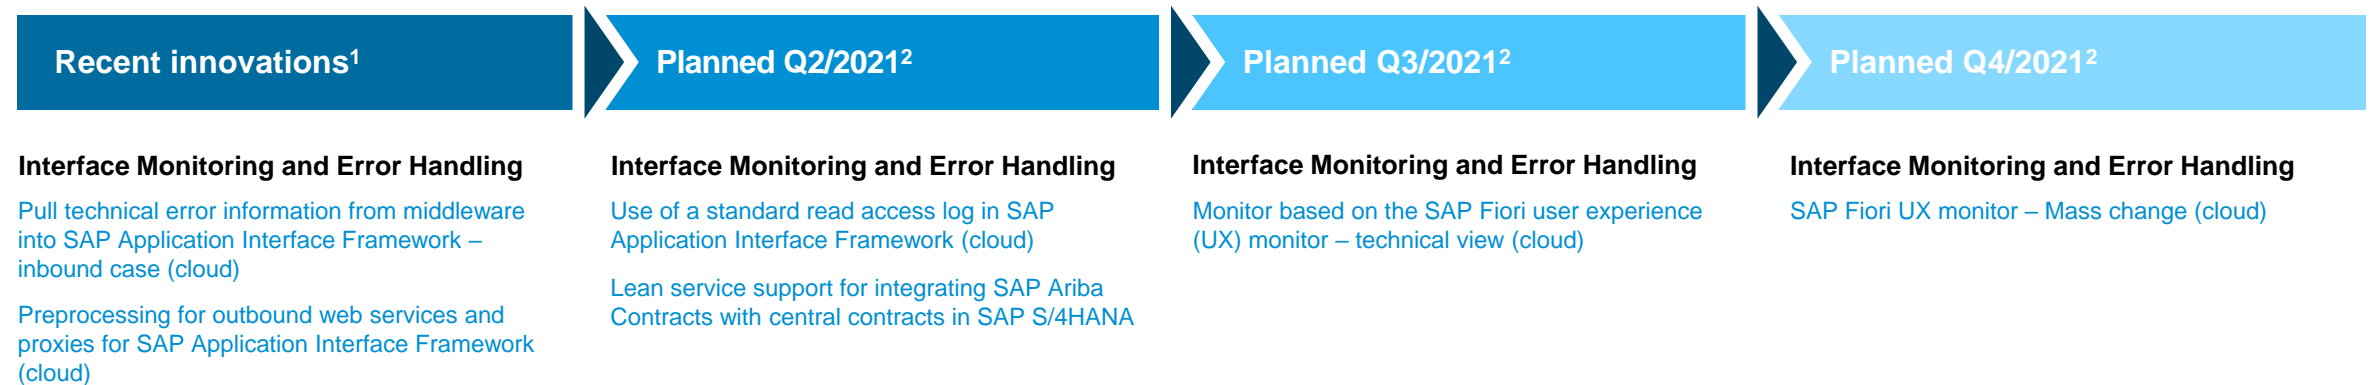 Recent innovations¹
Planned Q2/2021²
Planned Q3/2021²
Planned Q4/2021²
Interface Monitoring and Error Handling
Pull technical error information from middleware
into SAP Application Interface Framework –
inbound case (cloud)
Preprocessing for outbound web services and
proxies for SAP Application Interface Framework
(cloud)
Interface Monitoring and Error Handling
Use of a standard read access log in SAP
Application Interface Framework (cloud)
Lean service support for integrating SAP Ariba
Contracts with central contracts in SAP S/4HANA
Interface Monitoring and Error Handling
Monitor based on the SAP Fiori user experience
(UX) monitor – technical view (cloud)
Interface Monitoring and Error Handling
SAP Fiori UX monitor – Mass change (cloud)